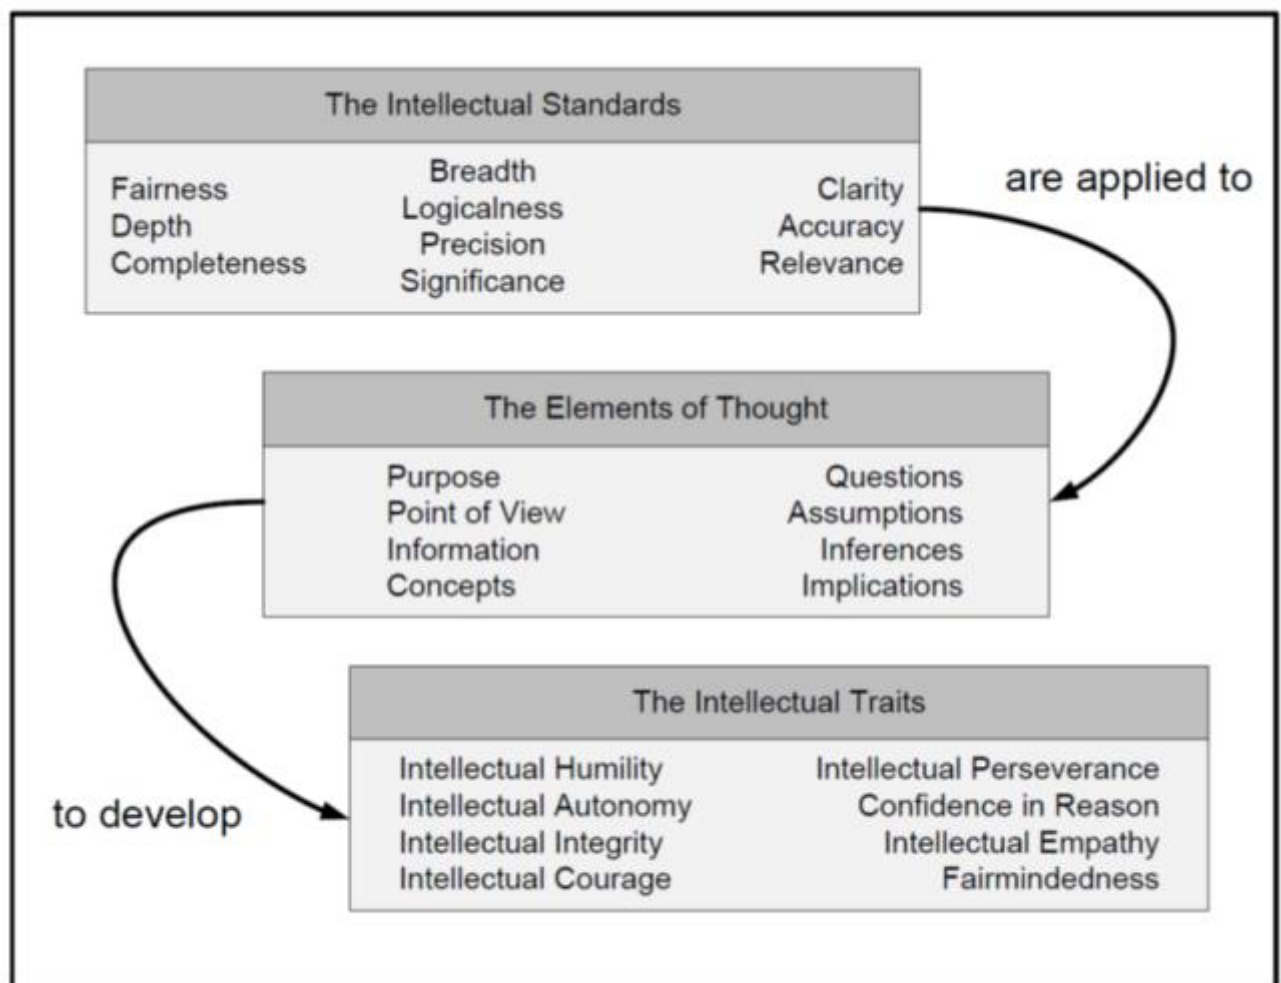 The Intellectual Standards
Fairness
Depth
Completeness
Breadth
Logicalness
Precision
Significance
Clarity
Accuracy
Relevance
are applied to
The Elements of Thought
Purpose
Point of View
Information
Concepts
Questions
Assumptions
Inferences
Implications
to develop
The Intellectual Traits
Intellectual Humility
Intellectual Autonomy
Intellectual Integrity
Intellectual Courage
Intellectual Perseverance
Confidence in Reason
Intellectual Empathy
Fairmindedness